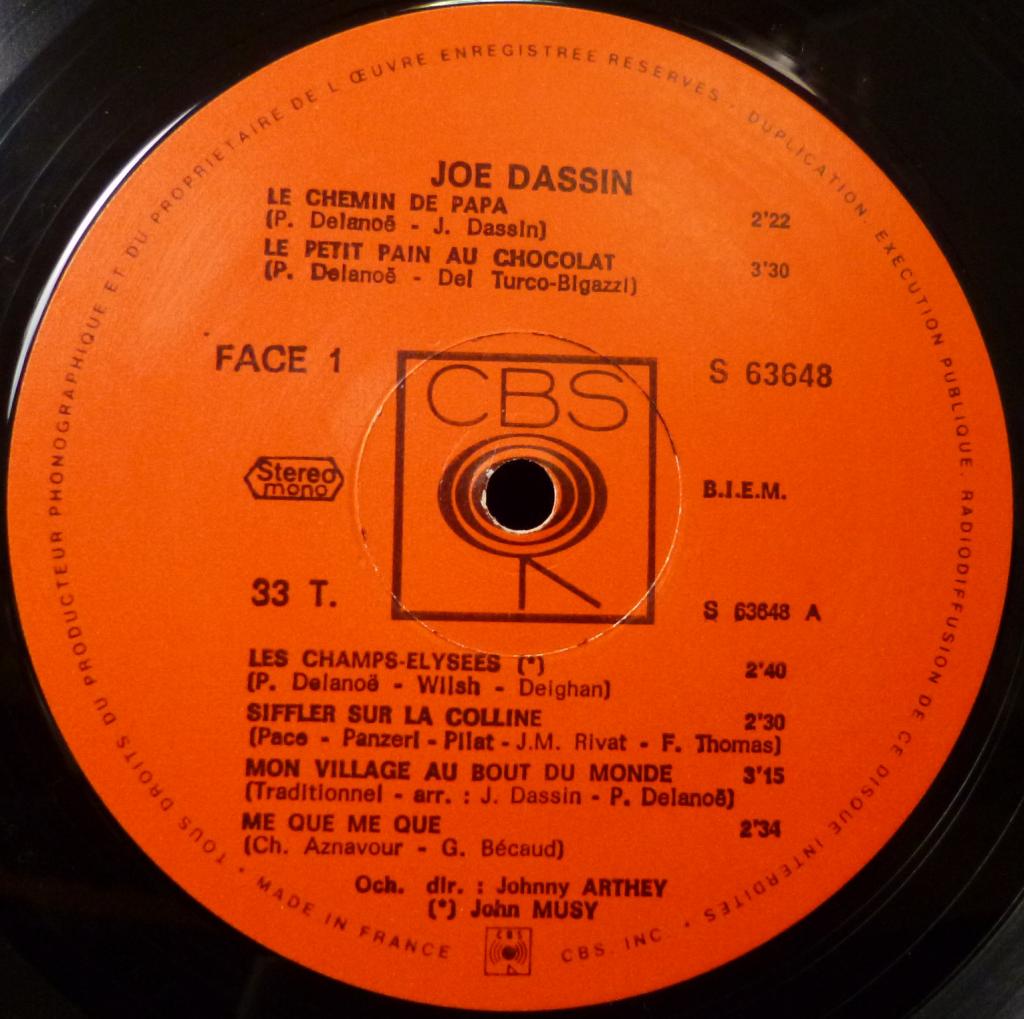 TOUS DROITS DU PRODUCTEUR PHONOGRAPHIQUE ET DU PROPRIETAIRE DE L'ŒUVRE ENREGISTREE RESERVES - DUPLICATION, EXECUTION PUBLIQUE, RADIODIFFUSION DE CE DISQUE INTERDITES •
JOE DASSIN
LE CHEMIN DE PAPA 2'22
(P. Delanoë - J. Dassin)
LE PETIT PAIN AU CHOCOLAT 3'30
(P. Delanoë - Del Turco-Bigazzi)
FACE 1
S 63648
CBS
Stereo
mono
B.I.E.M.
33 T.
S 63648 A
LES CHAMPS-ELYSEES (*) 2'40
(P. Delanoë - Wilsh - Deighan)
SIFFLER SUR LA COLLINE 2'30
(Pace - Panzeri - Pilat - J.M. Rivat - F. Thomas)
MON VILLAGE AU BOUT DU MONDE 3'15
(Traditionnel - arr. : J. Dassin - P. Delanoë)
ME QUE ME QUE 2'34
(Ch. Aznavour - G. Bécaud)
Och. dir. : Johnny ARTHEY
(*) John MUSY
• MADE IN FRANCE
CBS
CBS. INC.